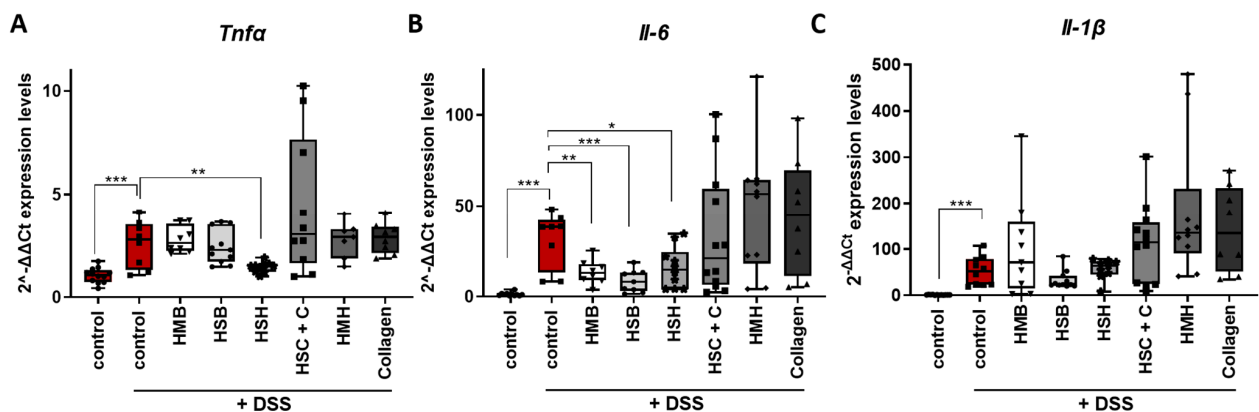 A
Tnfα
2^-ΔΔCt expression levels
10
5
0
***
**
control
control
HMB
HSB
HSH
HSC + C
HMH
Collagen
+ DSS
B
Il-6
2^-ΔΔCt expression levels
100
50
0
***
**
***
*
control
control
HMB
HSB
HSH
HSC + C
HMH
Collagen
+ DSS
C
Il-1β
2-ΔΔCt expression levels
500
400
300
200
100
0
***
control
control
HMB
HSB
HSH
HSC + C
HMH
Collagen
+ DSS